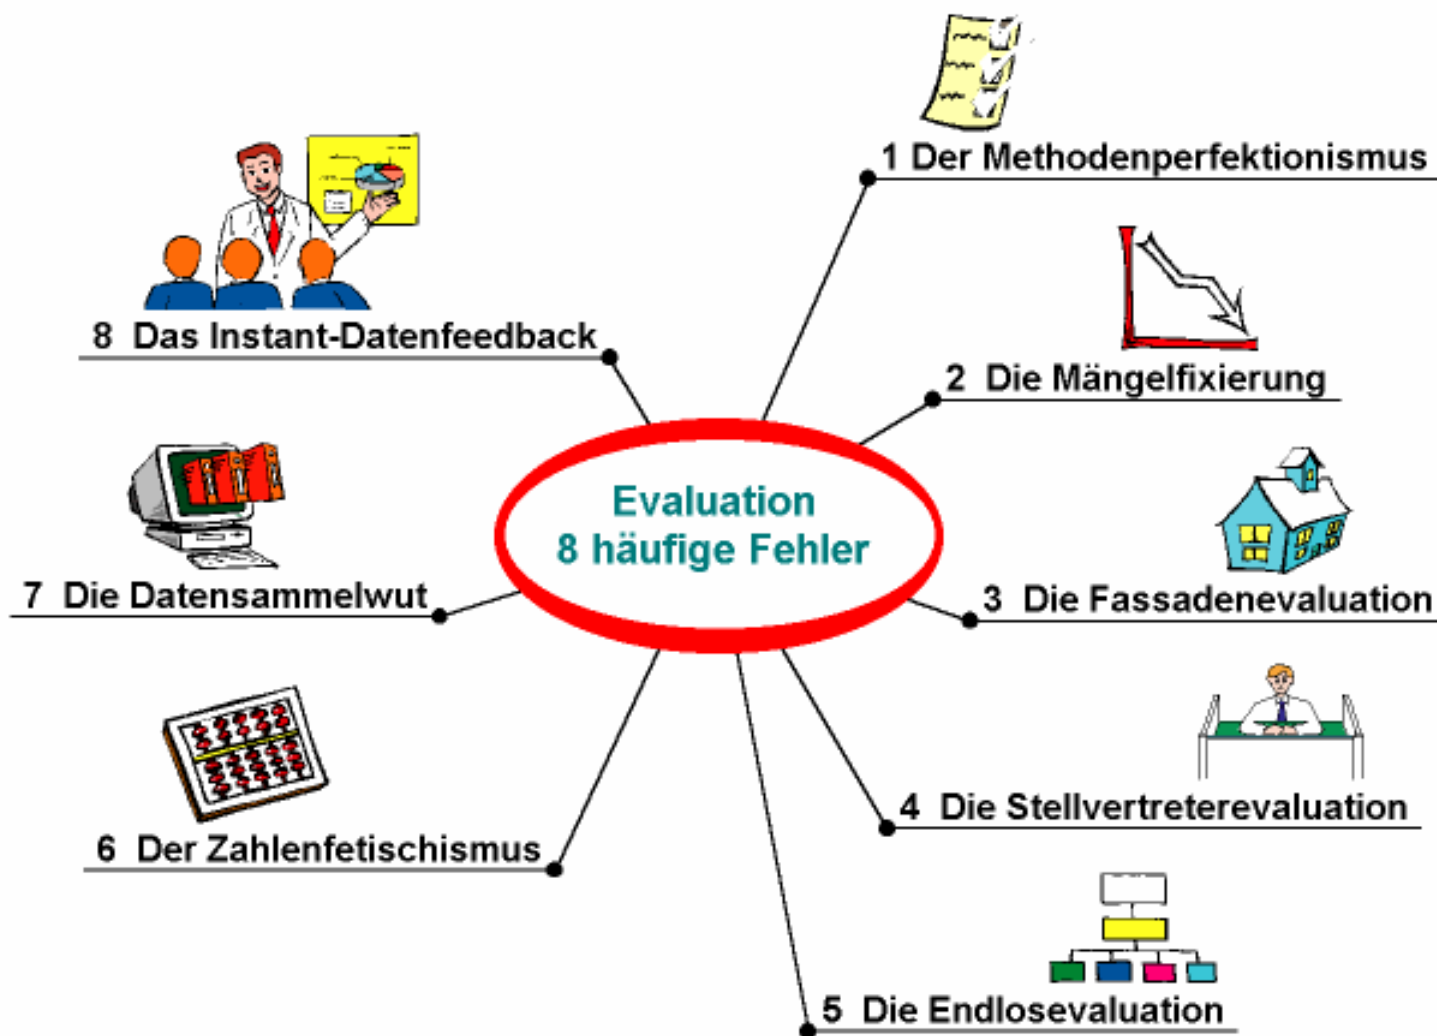 Evaluation
8 häufige Fehler
1 Der Methodenperfektionismus
2 Die Mängelfixierung
3 Die Fassadenevaluation
4 Die Stellvertreterevaluation
5 Die Endlosevaluation
6 Der Zahlenfetischismus
7 Die Datensammelwut
8 Das Instant-Datenfeedback